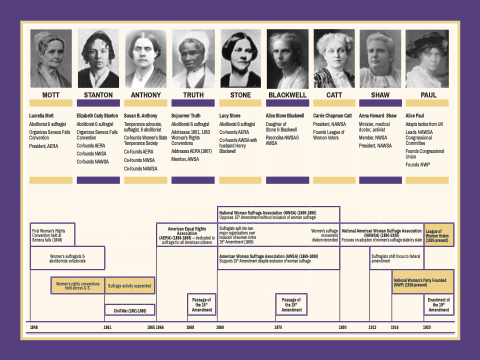 MOTT
STANTON
ANTHONY
TRUTH
STONE
BLACKWELL
CATT
SHAW
PAUL
Lucretia Mott
Abolitionist & suffragist
Organizes Seneca Falls
Convention
President, AERA
Elizabeth Cady Stanton
Abolitionist & suffragist
Organizes Seneca Falls
Convention
Co-founds AERA
Co-founds NWSA
Co-founds NAWSA
Susan B. Anthony
Temperance advocate,
suffragist, & abolitionist
Co-founds Women's State
Temperance Society
Co-founds AERA
Co-founds NWSA
Co-founds NAWSA
Sojourner Truth
Abolitionist & suffragist
Addresses 1851, 1853
Woman's Rights
Conventions
Addresses AERA (1867)
Member, AWSA
Lucy Stone
Abolitionist & suffragist
Co-founds AERA
Co-founds AWSA with
husband Henry
Blackwell
Alice Stone Blackwell
Daughter of
Stone & Blackwell
Reconciles NWSA&
AWSA
Carrie Chapman Catt
President, NAWSA
Founds League of
Women Voters
Anna Howard Shaw
Minister, medical
doctor, activist
Member, NWSA
President, NAWSA
Alice Paul
Adapts tactics from UK
Leads NAWSA
Congressional
Committee
Founds Congressional
Union
Founds NWP
First Women's Rights
Convention held at
Seneca falls (1848)
Women's suffragists &
abolitionists collaborate
Women's rights conventions
held across U.S.
Suffrage activity suspended
Civil War (1861-1865)
American Equal Rights
Association
(AERA) (1866-1869) — dedicated to
suffrage for all American citizens
National Woman Suffrage Association (NWSA) (1869-1890)
Opposes 15th Amendment without inclusion of woman suffrage
Suffragists split into two
major organizations over
inclusion of women in the
15th Amendment (1869)
Women's suffrage
movement
division reconciled
American Woman Suffrage Association (AWSA) (1869-1890)
Supports 15th Amendment despite exclusion of woman suffrage
National American Woman Suffrage Association
(NAWSA) (1890-1920)
Focuses on adoption of women's suffrage state by state
Suffragists shift focus to federal
amendment
League of
Women Voters
(1920-present)
National Woman's Party Founded
(NWP) (1916-present)
Passage of
the 14th
Amendment
Passage of
the 15th
Amendment
Enactment of
the 19th
Amendment
1848
1861
1865 1866
1868
1869
1870
1890
1912
1916
1920